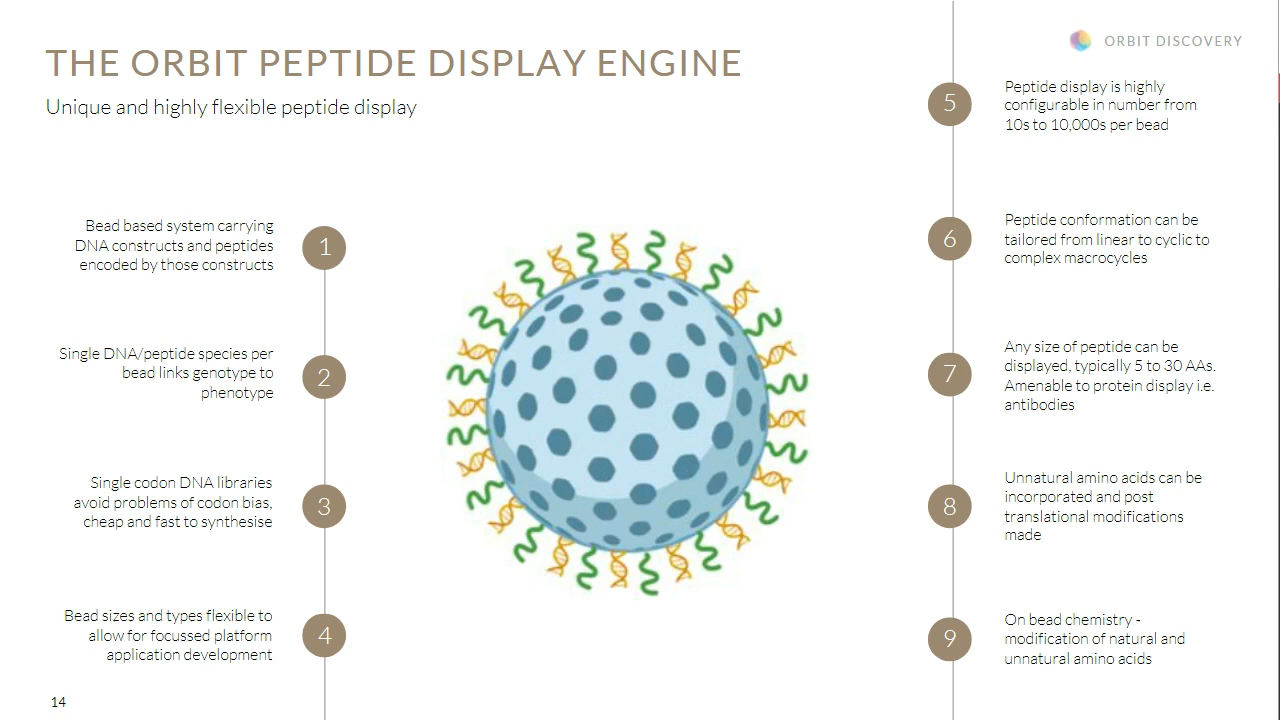 THE ORBIT PEPTIDE DISPLAY ENGINE
Unique and highly flexible peptide display
ORBIT DISCOVERY
1
Bead based system carrying
DNA constructs and peptides
encoded by those constructs
2
Single DNA/peptide species per
bead links genotype to
phenotype
3
Single codon DNA libraries
avoid problems of codon bias,
cheap and fast to synthesise
4
Bead sizes and types flexible to
allow for focussed platform
application development
5
Peptide display is highly
configurable in number from
10s to 10,000s per bead
6
Peptide conformation can be
tailored from linear to cyclic to
complex macrocycles
7
Any size of peptide can be
displayed, typically 5 to 30 AAs.
Amenable to protein display i.e.
antibodies
8
Unnatural amino acids can be
incorporated and post
translational modifications
made
9
On bead chemistry -
modification of natural and
unnatural amino acids
14